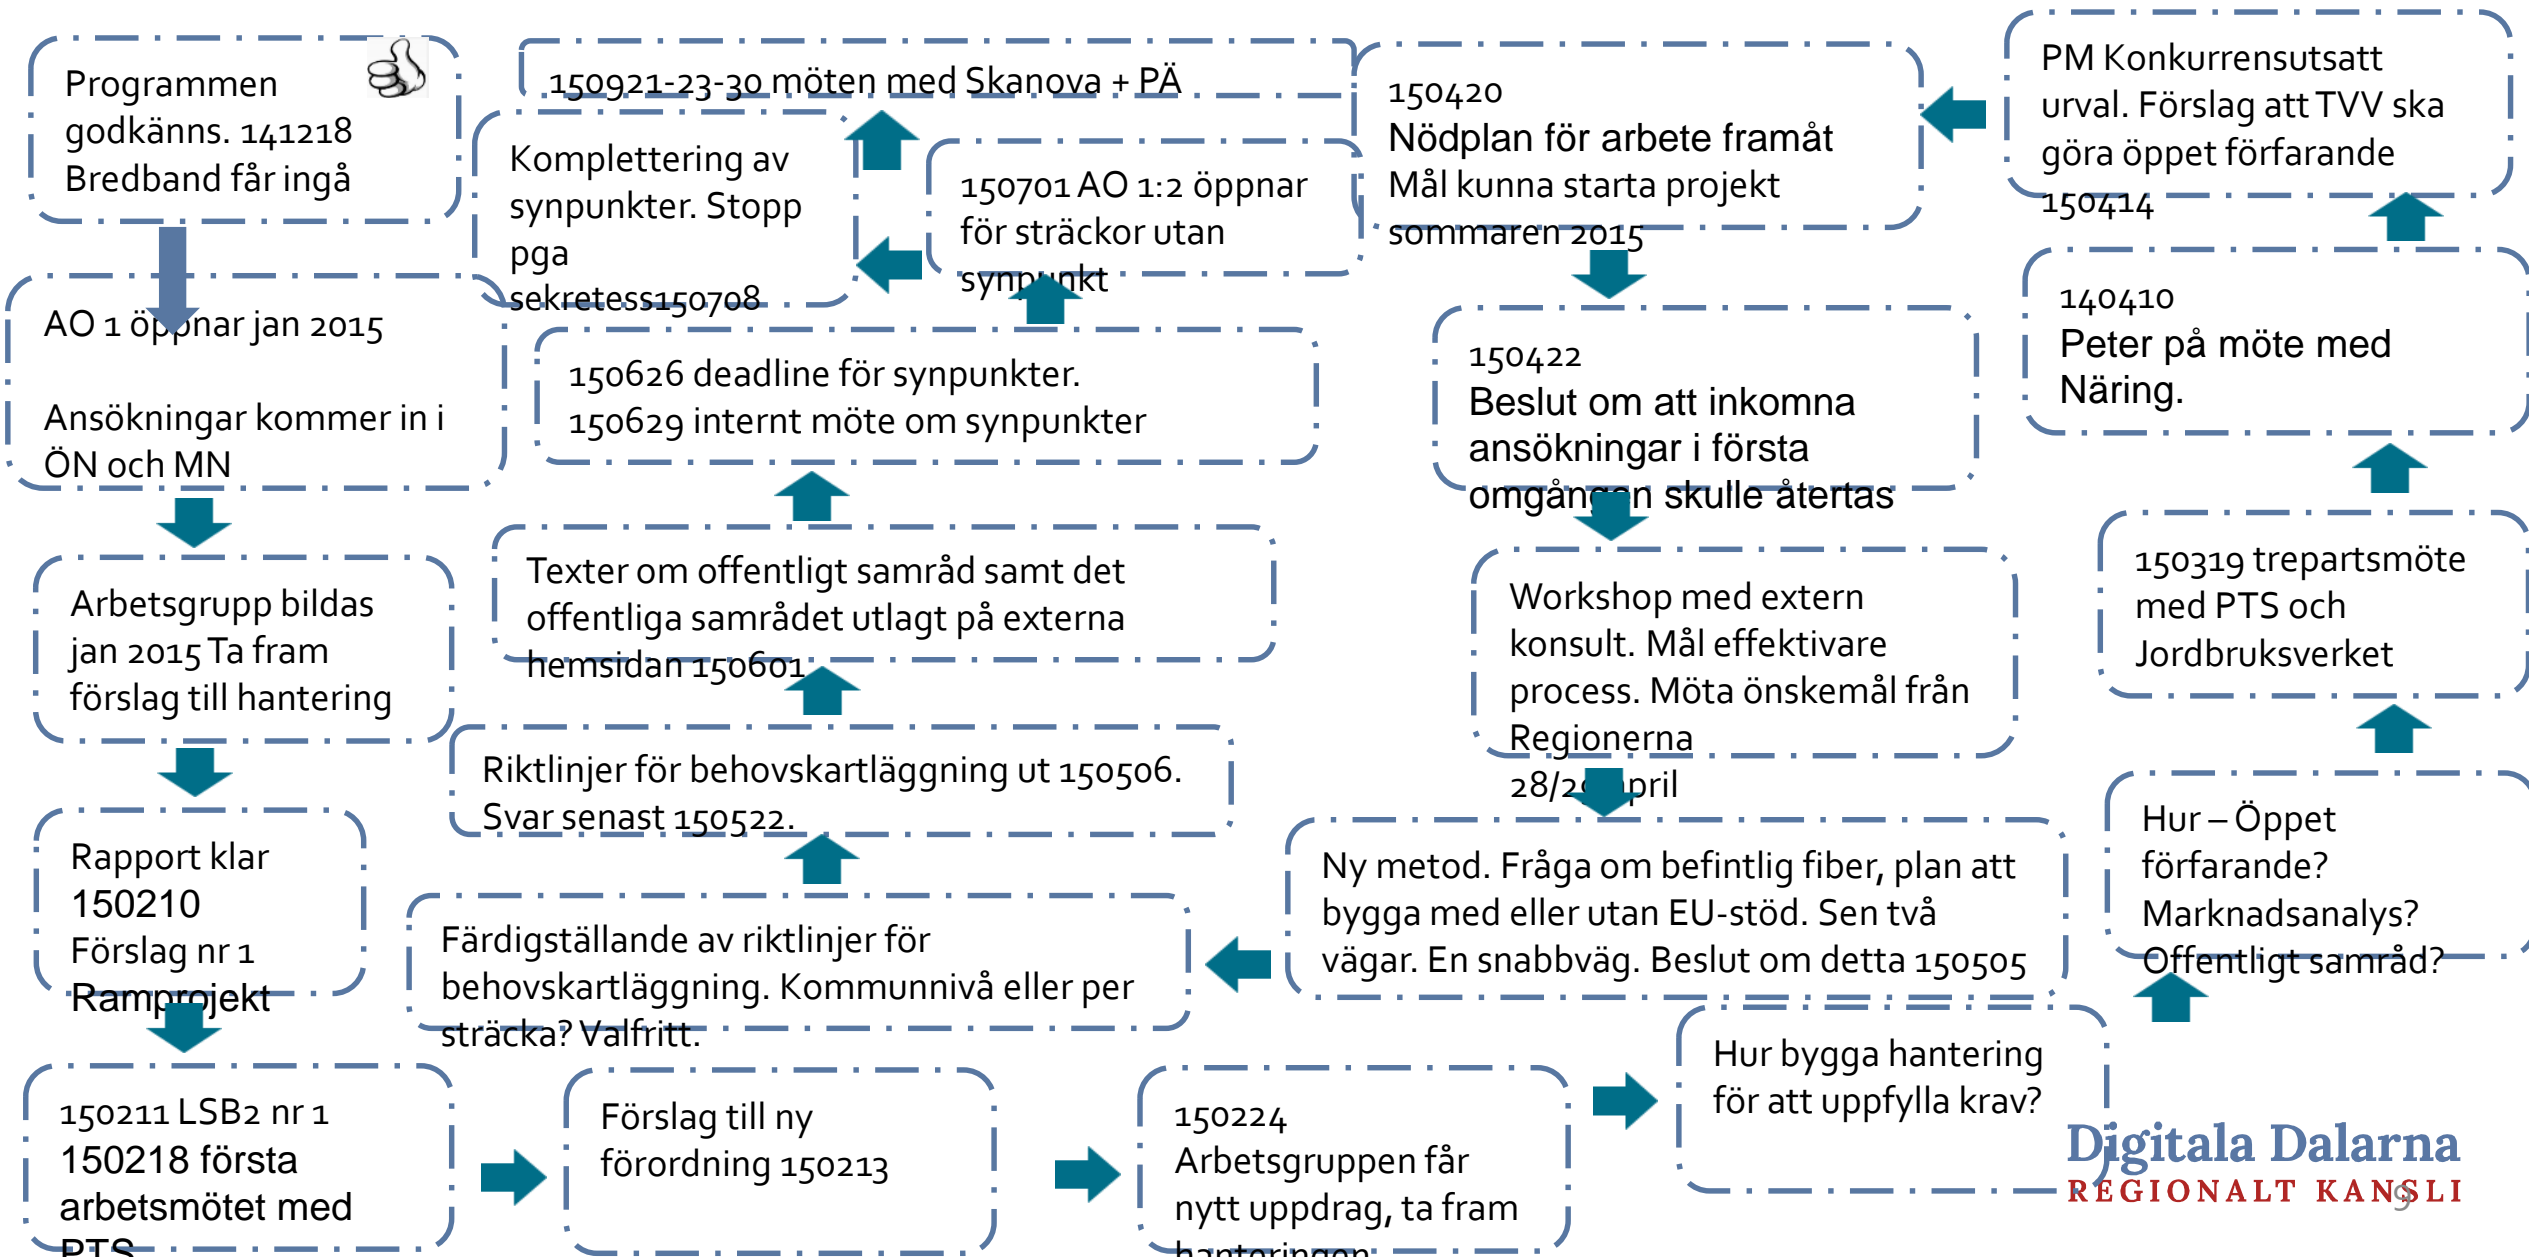 Programmen
godkänns. 141218
Bredband får ingå
AO 1 öppnar jan 2015
Ansökningar kommer in i
ÖN och MN
Arbetsgrupp bildas
jan 2015 Ta fram
förslag till hantering
Rapport klar
150210
Förslag nr 1
Ramprojekt
150211 LSB2 nr 1
150218 första
arbetsmötet med
PTS
Förslag till ny
förordning 150213
150224
Arbetsgruppen får
nytt uppdrag, ta fram
hanteringen
Hur bygga hantering
för att uppfylla krav?
Hur – Öppet
förfarande?
Marknadsanalys?
Offentligt samråd?
150319 trepartsmöte
med PTS och
Jordbruksverket
140410
Peter på möte med
Näring.
PM Konkurrensutsatt
urval. Förslag att TVV ska
göra öppet förfarande
150414
150420
Nödplan för arbete framåt
Mål kunna starta projekt
sommaren 2015
150422
Beslut om att inkomna
ansökningar i första
omgången skulle återtas
Workshop med extern
konsult. Mål effektivare
process. Möta önskemål från
Regionerna
28/29 april
Ny metod. Fråga om befintlig fiber, plan att
bygga med eller utan EU-stöd. Sen två
vägar. En snabbväg. Beslut om detta 150505
Färdigställande av riktlinjer för
behovskartläggning. Kommunnivå eller per
sträcka? Valfritt.
Riktlinjer för behovskartläggning ut 150506.
Svar senast 150522.
Texter om offentligt samråd samt det
offentliga samrådet utlagt på externa
hemsidan 150601
150626 deadline för synpunkter.
150629 internt möte om synpunkter
150701 AO 1:2 öppnar
för sträckor utan
synpunkt
Komplettering av
synpunkter. Stopp
pga
sekretess150708
150921-23-30 möten med Skanova + PÄ
Digitala Dalarna
REGIONALT KANSLI
9